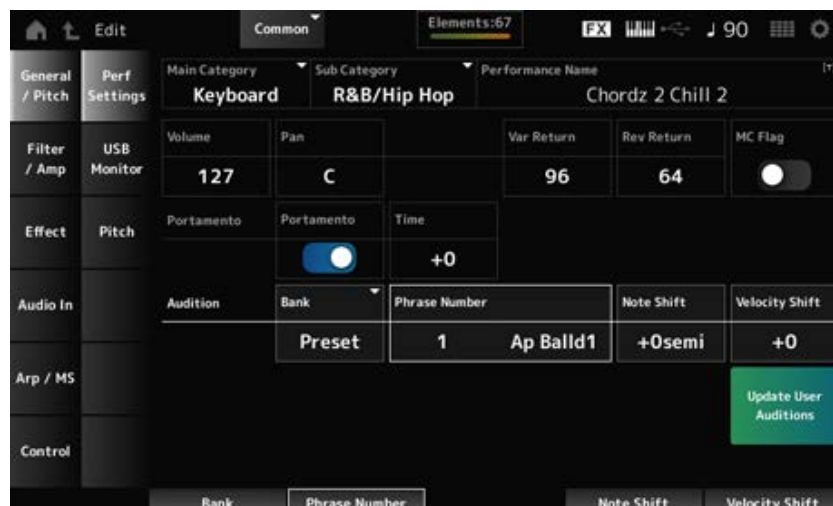 Edit
Common
Elements:67
FX
♩ 90
General / Pitch
Perf Settings
Main Category
Keyboard
Sub Category
R&B/Hip Hop
Performance Name
Chordz 2 Chill 2
Filter / Amp
USB Monitor
Volume
127
Pan
C
Var Return
96
Rev Return
64
MC Flag
Effect
Pitch
Portamento
Portamento
Time
+0
Audio In
Audition
Bank
Preset
Phrase Number
1 Ap Balld1
Note Shift
+0semi
Velocity Shift
+0
Arp / MS
Update User Auditions
Control
Bank
Phrase Number
Note Shift
Velocity Shift